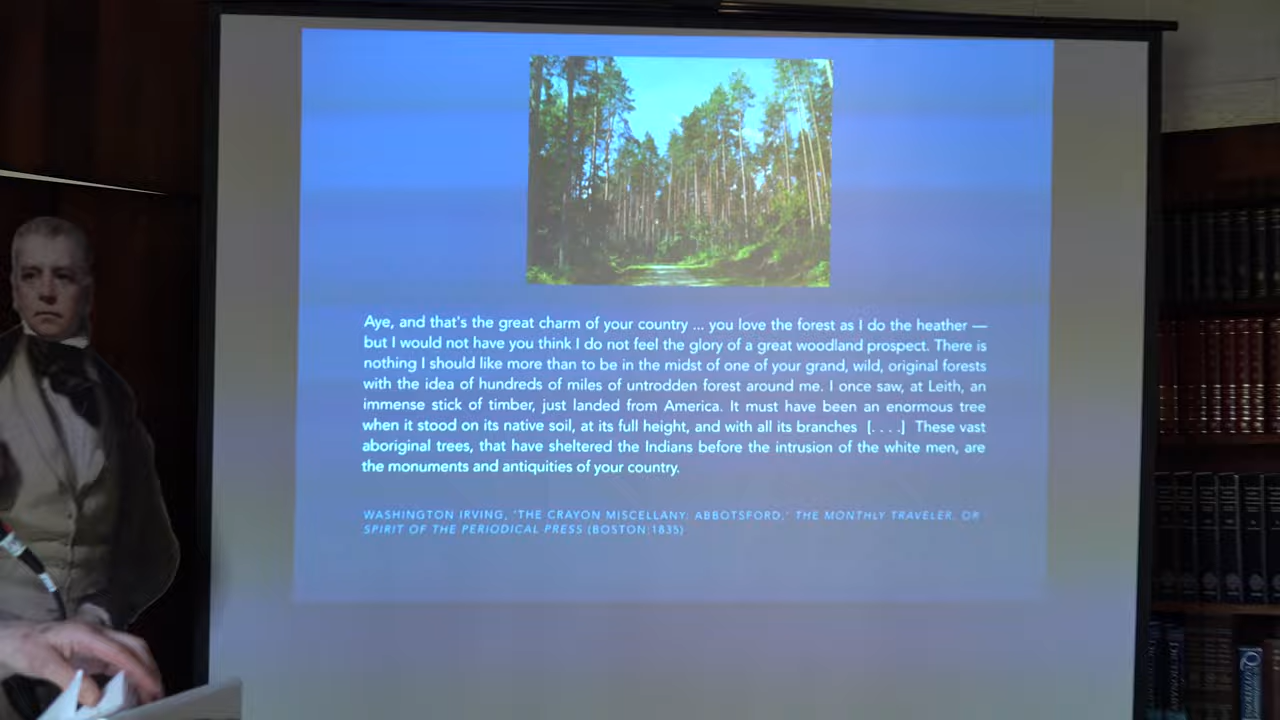 Aye, and that's the great charm of your country ... you love the forest as I do the heather —
but I would not have you think I do not feel the glory of a great woodland prospect. There is
nothing I should like more than to be in the midst of one of your grand, wild, original forests
with the idea of hundreds of miles of untrodden forest around me. I once saw, at Leith, an
immense stick of timber, just landed from America. It must have been an enormous tree
when it stood on its native soil, at its full height, and with all its branches [. . . .] These vast
aboriginal trees, that have sheltered the Indians before the intrusion of the white men, are
the monuments and antiquities of your country.
WASHINGTON IRVING, 'THE CRAYON MISCELLANY: ABBOTSFORD,' THE MONTHLY TRAVELER, OR
SPIRIT OF THE PERIODICAL PRESS (BOSTON:1835)
DICTIONARY